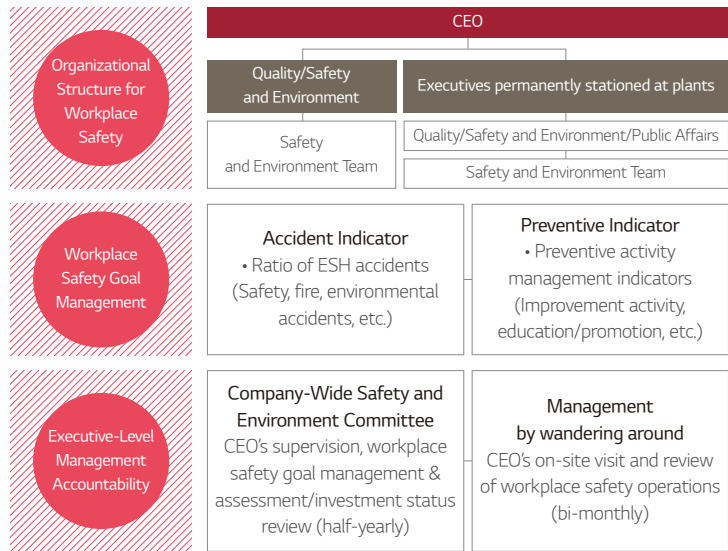 Organizational
Structure for
Workplace
Safety
CEO
Quality/Safety
and Environment
Executives permanently stationed at plants
Safety
and Environment Team
Quality/Safety and Environment/Public Affairs
Safety and Environment Team
Workplace
Safety Goal
Management
Accident Indicator
• Ratio of ESH accidents
(Safety, fire, environmental
accidents, etc.)
Preventive Indicator
• Preventive activity
management indicators
(Improvement activity,
education/promotion, etc.)
Executive-Level
Management
Accountability
Company-Wide Safety and
Environment Committee
CEO's supervision, workplace
safety goal management &
assessment/investment status
review (half-yearly)
Management
by wandering around
CEO's on-site visit and review
of workplace safety operations
(bi-monthly)